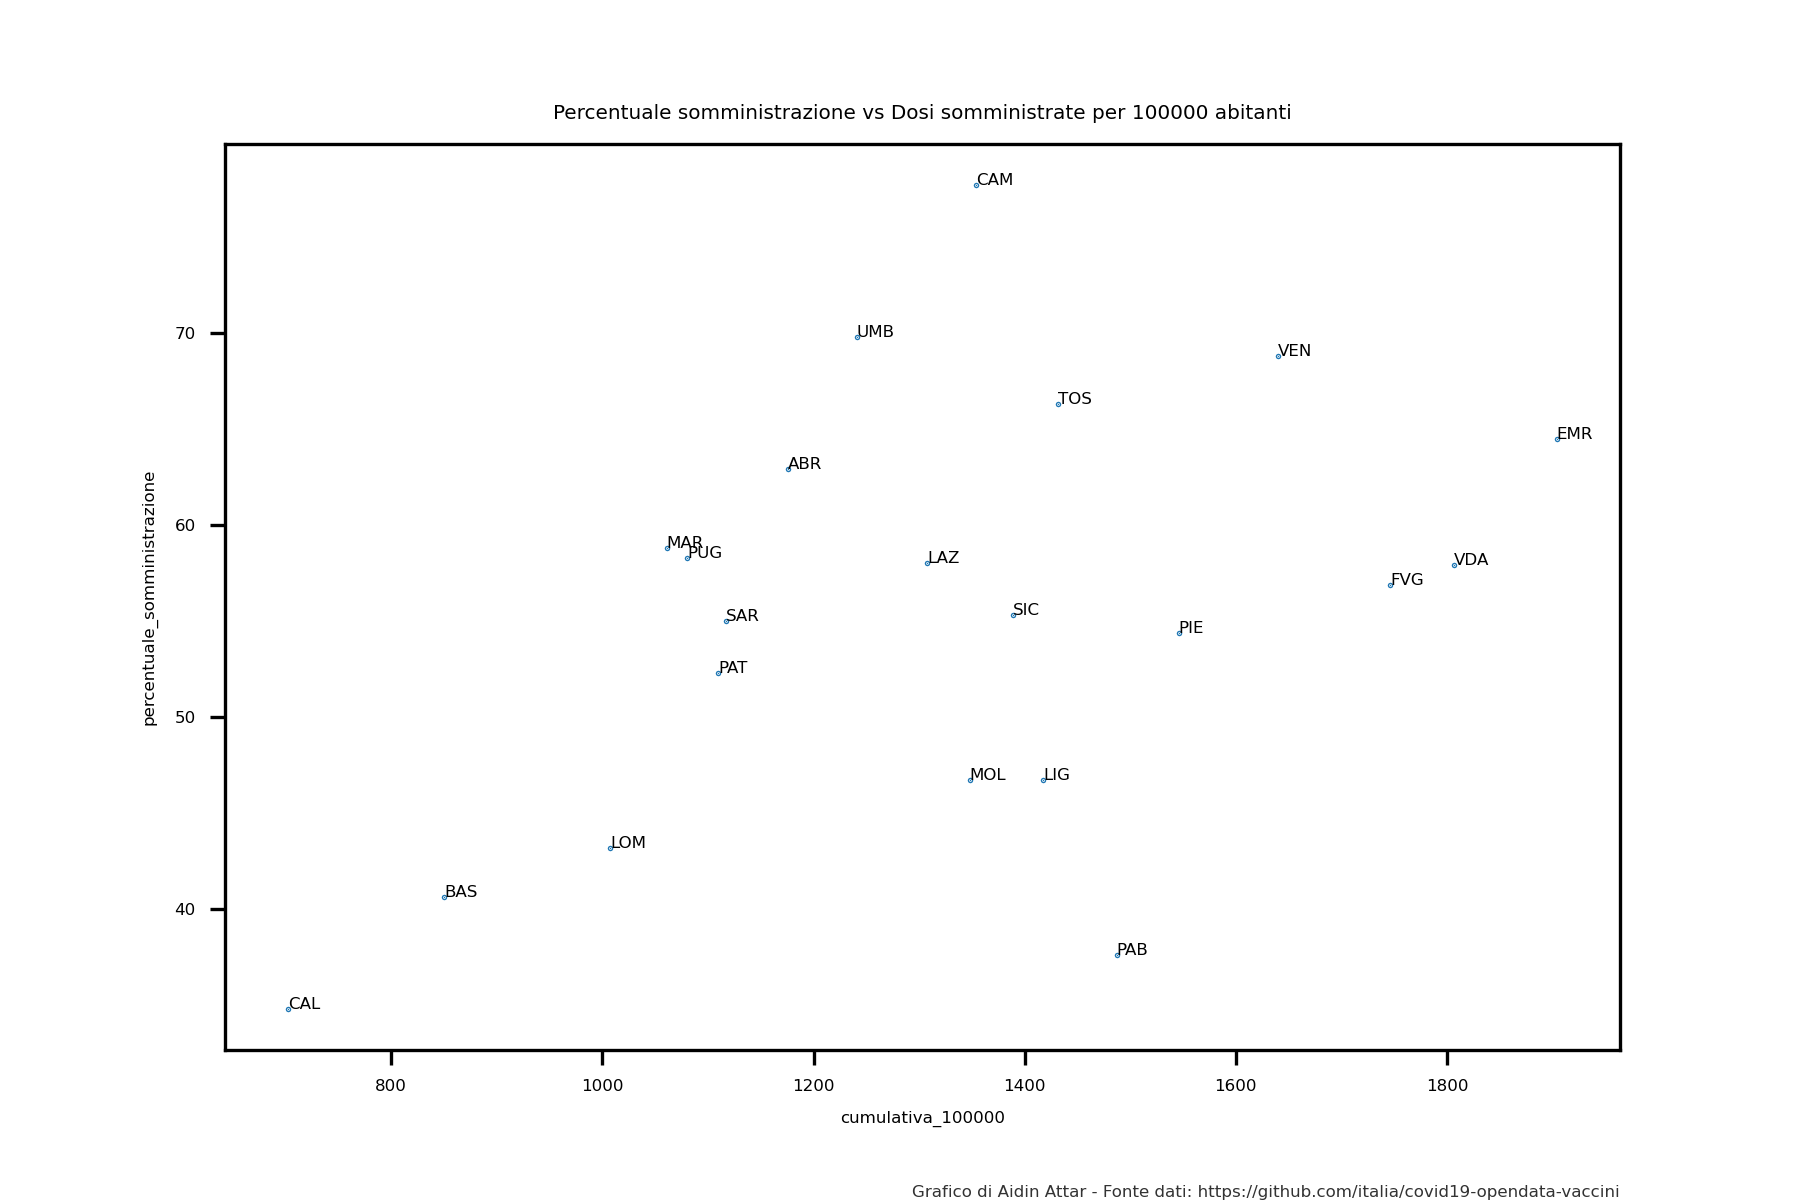 Percentuale somministrazione vs Dosi somministrate per 100000 abitanti
CAM
70
UMB
VEN
TOS
EMR
ABR
percentuale_somministrazione
60
MAR
PUG
LAZ
VDA
FVG
SIC
SAR
PIE
PAT
50
MOL
LIG
LOM
BAS
40
PAB
CAL
800 1000 1200 1400 1600 1800
cumulativa_100000
Grafico di Aidin Attar - Fonte dati: https://github.com/italia/covid19-opendata-vaccini